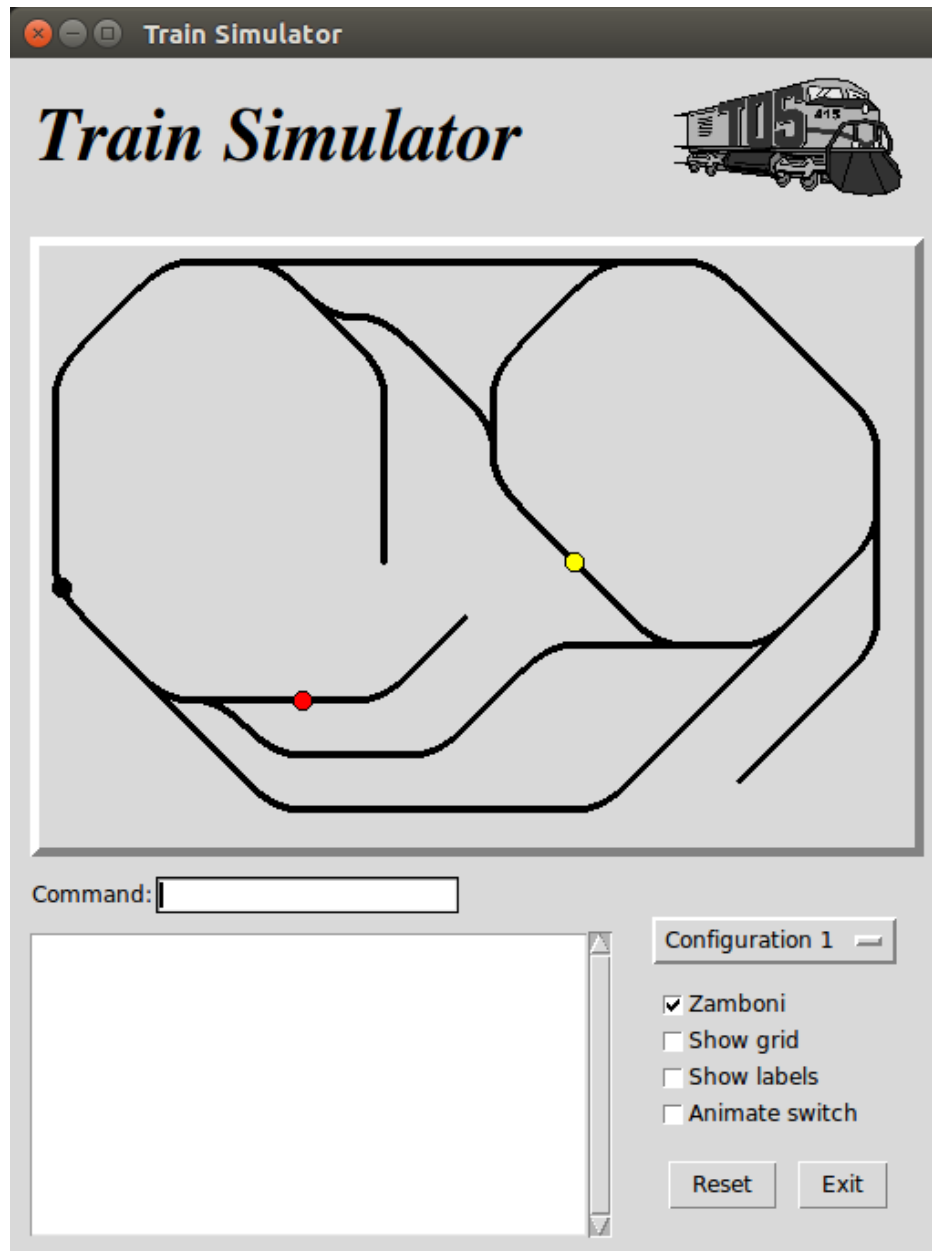 Train Simulator
Train Simulator
TOS
415
Command:
Configuration 1
Zamboni
Show grid
Show labels
Animate switch
Reset
Exit